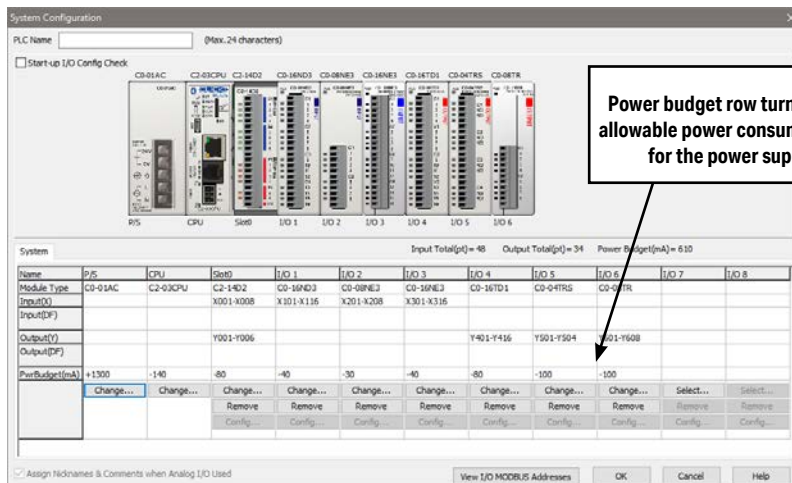 System Configuration
PLC Name (Max. 24 characters)
Start-up I/O Config Check
C0-01AC C2-03CPU C2-14D2 C0-16ND3 C0-08NE3 C0-16NE3 C0-16TD1 C0-04TRS C0-08TR
Power budget row turn
allowable power consum
for the power sup
P/S CPU Slot0 I/O 1 I/O 2 I/O 3 I/O 4 I/O 5 I/O 6
System Input Total(pt)= 48 Output Total(pt)= 34 Power Budget(mA)= 610
Name P/S CPU Slot0 I/O 1 I/O 2 I/O 3 I/O 4 I/O 5 I/O 6 I/O 7 I/O 8
Module Type C0-01AC C2-03CPU C2-14D2 C0-16ND3 C0-08NE3 C0-16NE3 C0-16TD1 C0-04TRS C0-08TR
Input(X) X001-X008 X101-X116 X201-X208 X301-X316
Input(DF)
Output(Y) Y001-Y006 Y401-Y416 Y501-Y504 Y601-Y608
Output(DF)
PwrBudget(mA) +1300 -140 -80 -40 -30 -40 -80 -100 -100
Change... Change... Change... Change... Change... Change... Change... Change... Change... Select... Select...
Remove Remove Remove Remove Remove Remove Remove Remove Remove
Config... Config... Config... Config... Config... Config... Config... Config... Config...
Assign Nicknames & Comments when Analog I/O Used View I/O MODBUS Addresses OK Cancel Help